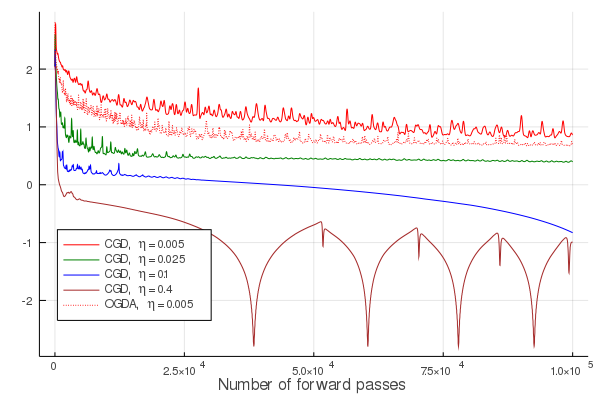 2
1
0
-1
-2
CGD, η=0.005
CGD, η=0.025
CGD, η=0.1
CGD, η=0.4
OGDA, η=0.005
0 2.5×10⁴ 5.0×10⁴ 7.5×10⁴ 1.0×10⁵
Number of forward passes